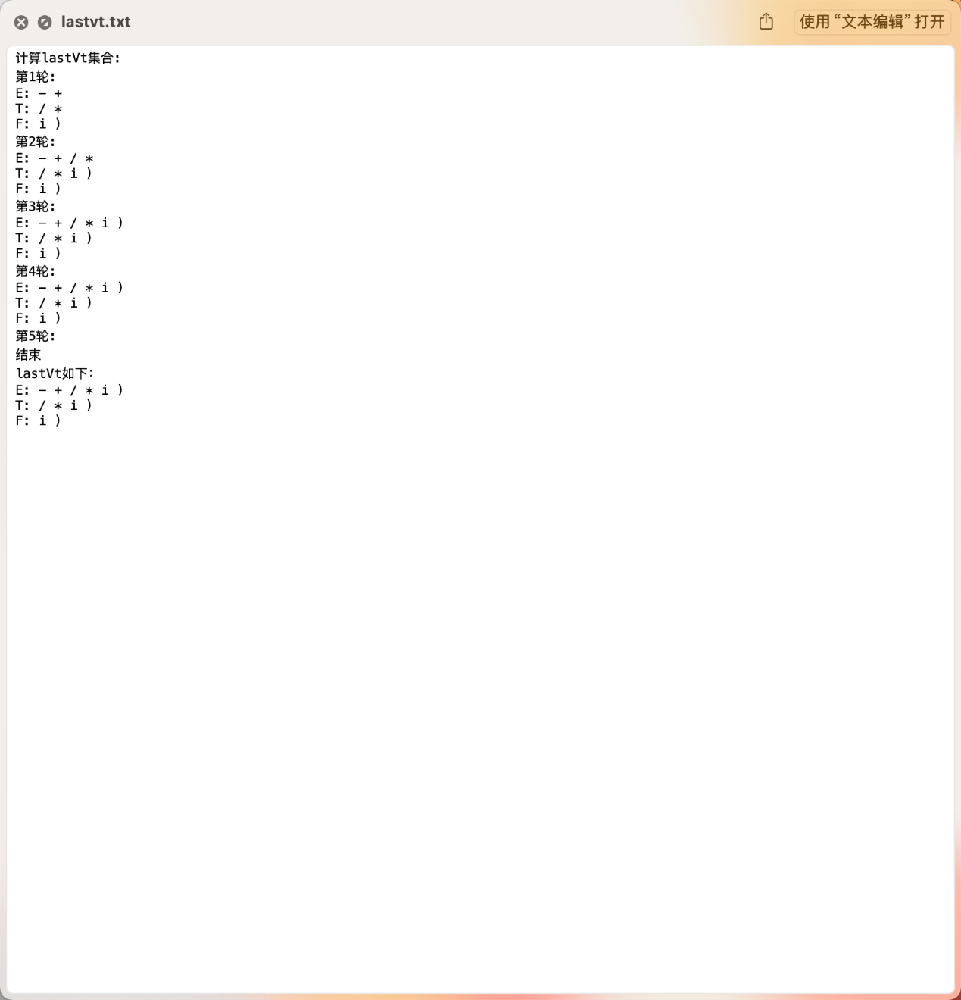 lastvt.txt
使用“文本编辑”打开
计算lastVt集合:
第1轮:
E: - +
T: / *
F: i )
第2轮:
E: - + / *
T: / * i )
F: i )
第3轮:
E: - + / * i )
T: / * i )
F: i )
第4轮:
E: - + / * i )
T: / * i )
F: i )
第5轮:
结束
lastVt如下：
E: - + / * i )
T: / * i )
F: i )